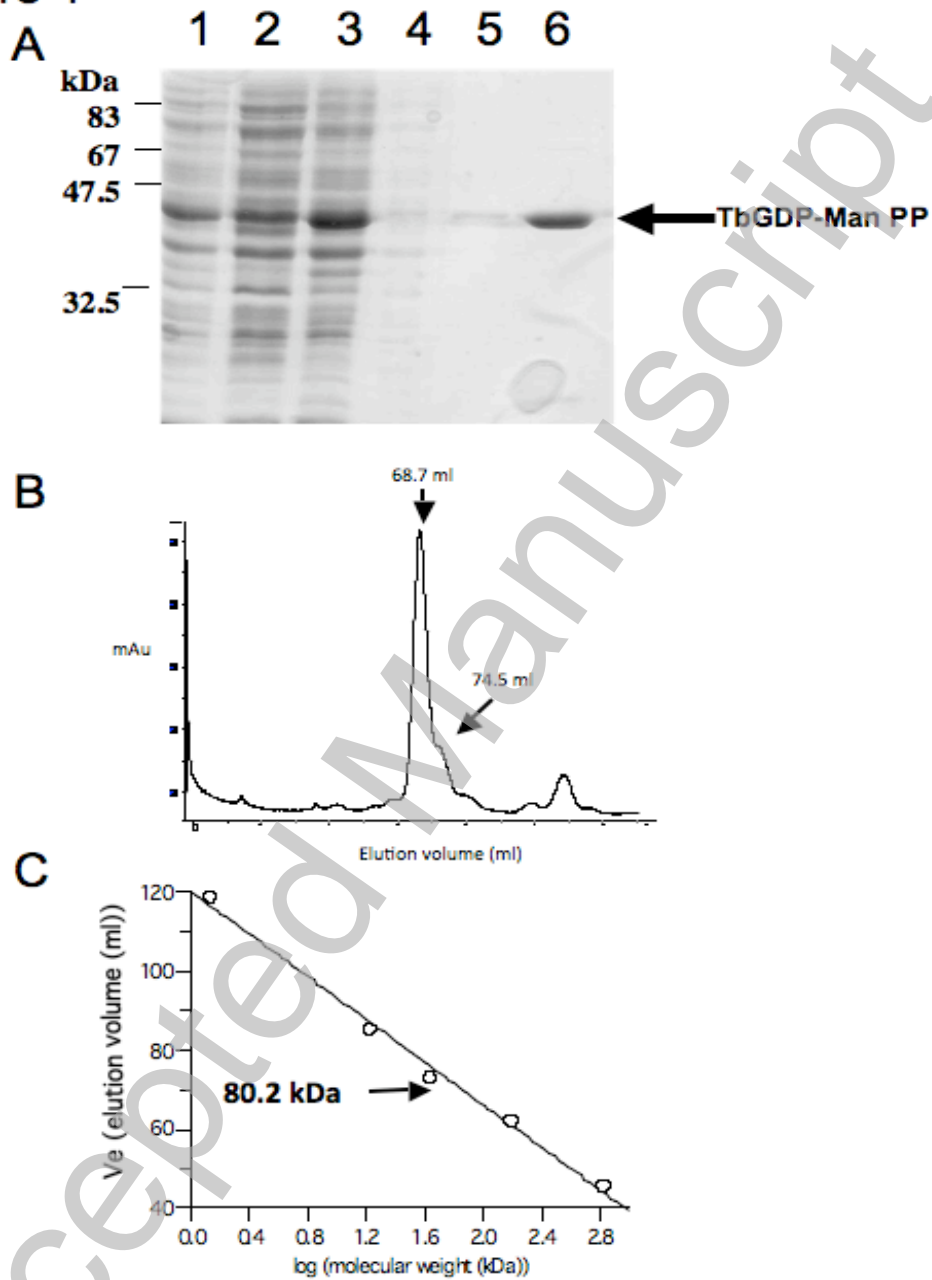 1 2 3 4 5 6
A
kDa
83
67
47.5
32.5
TbGDP-Man PP
B
68.7 ml
74.5 ml
mAu
Elution volume (ml)
C
120
100
80
60
40
Ve (elution volume (ml))
80.2 kDa
0.0 0.4 0.8 1.2 1.6 2.0 2.4 2.8
log (molecular weight (kDa))
cepted Manuscript